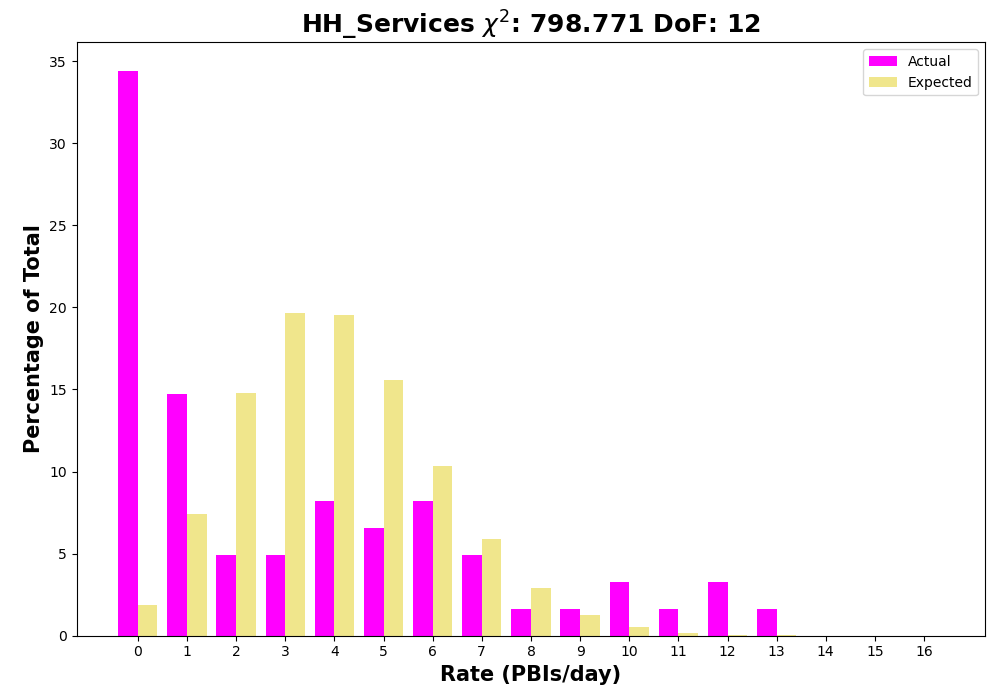 HH_Services χ²: 798.771 DoF: 12
Actual
Expected
35
30
25
20
15
10
5
0
Percentage of Total
0 1 2 3 4 5 6 7 8 9 10 11 12 13 14 15 16
Rate (PBIs/day)